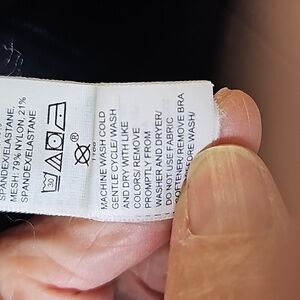 SPANDEX/ELASTANE,
MESH: 79% NYLON, 21%
SPANDEX/ELASTANE
30
®
MACHINE WASH COLD
GENTLE CYCLE/ WASH
AND DRY WITH LIKE
COLORS/ REMOVE
PROMPTLY FROM
WASHER AND DRYER/
DO NOT USE FABRIC
SOFTENER/REMOVE BRA
BEFORE WASH/